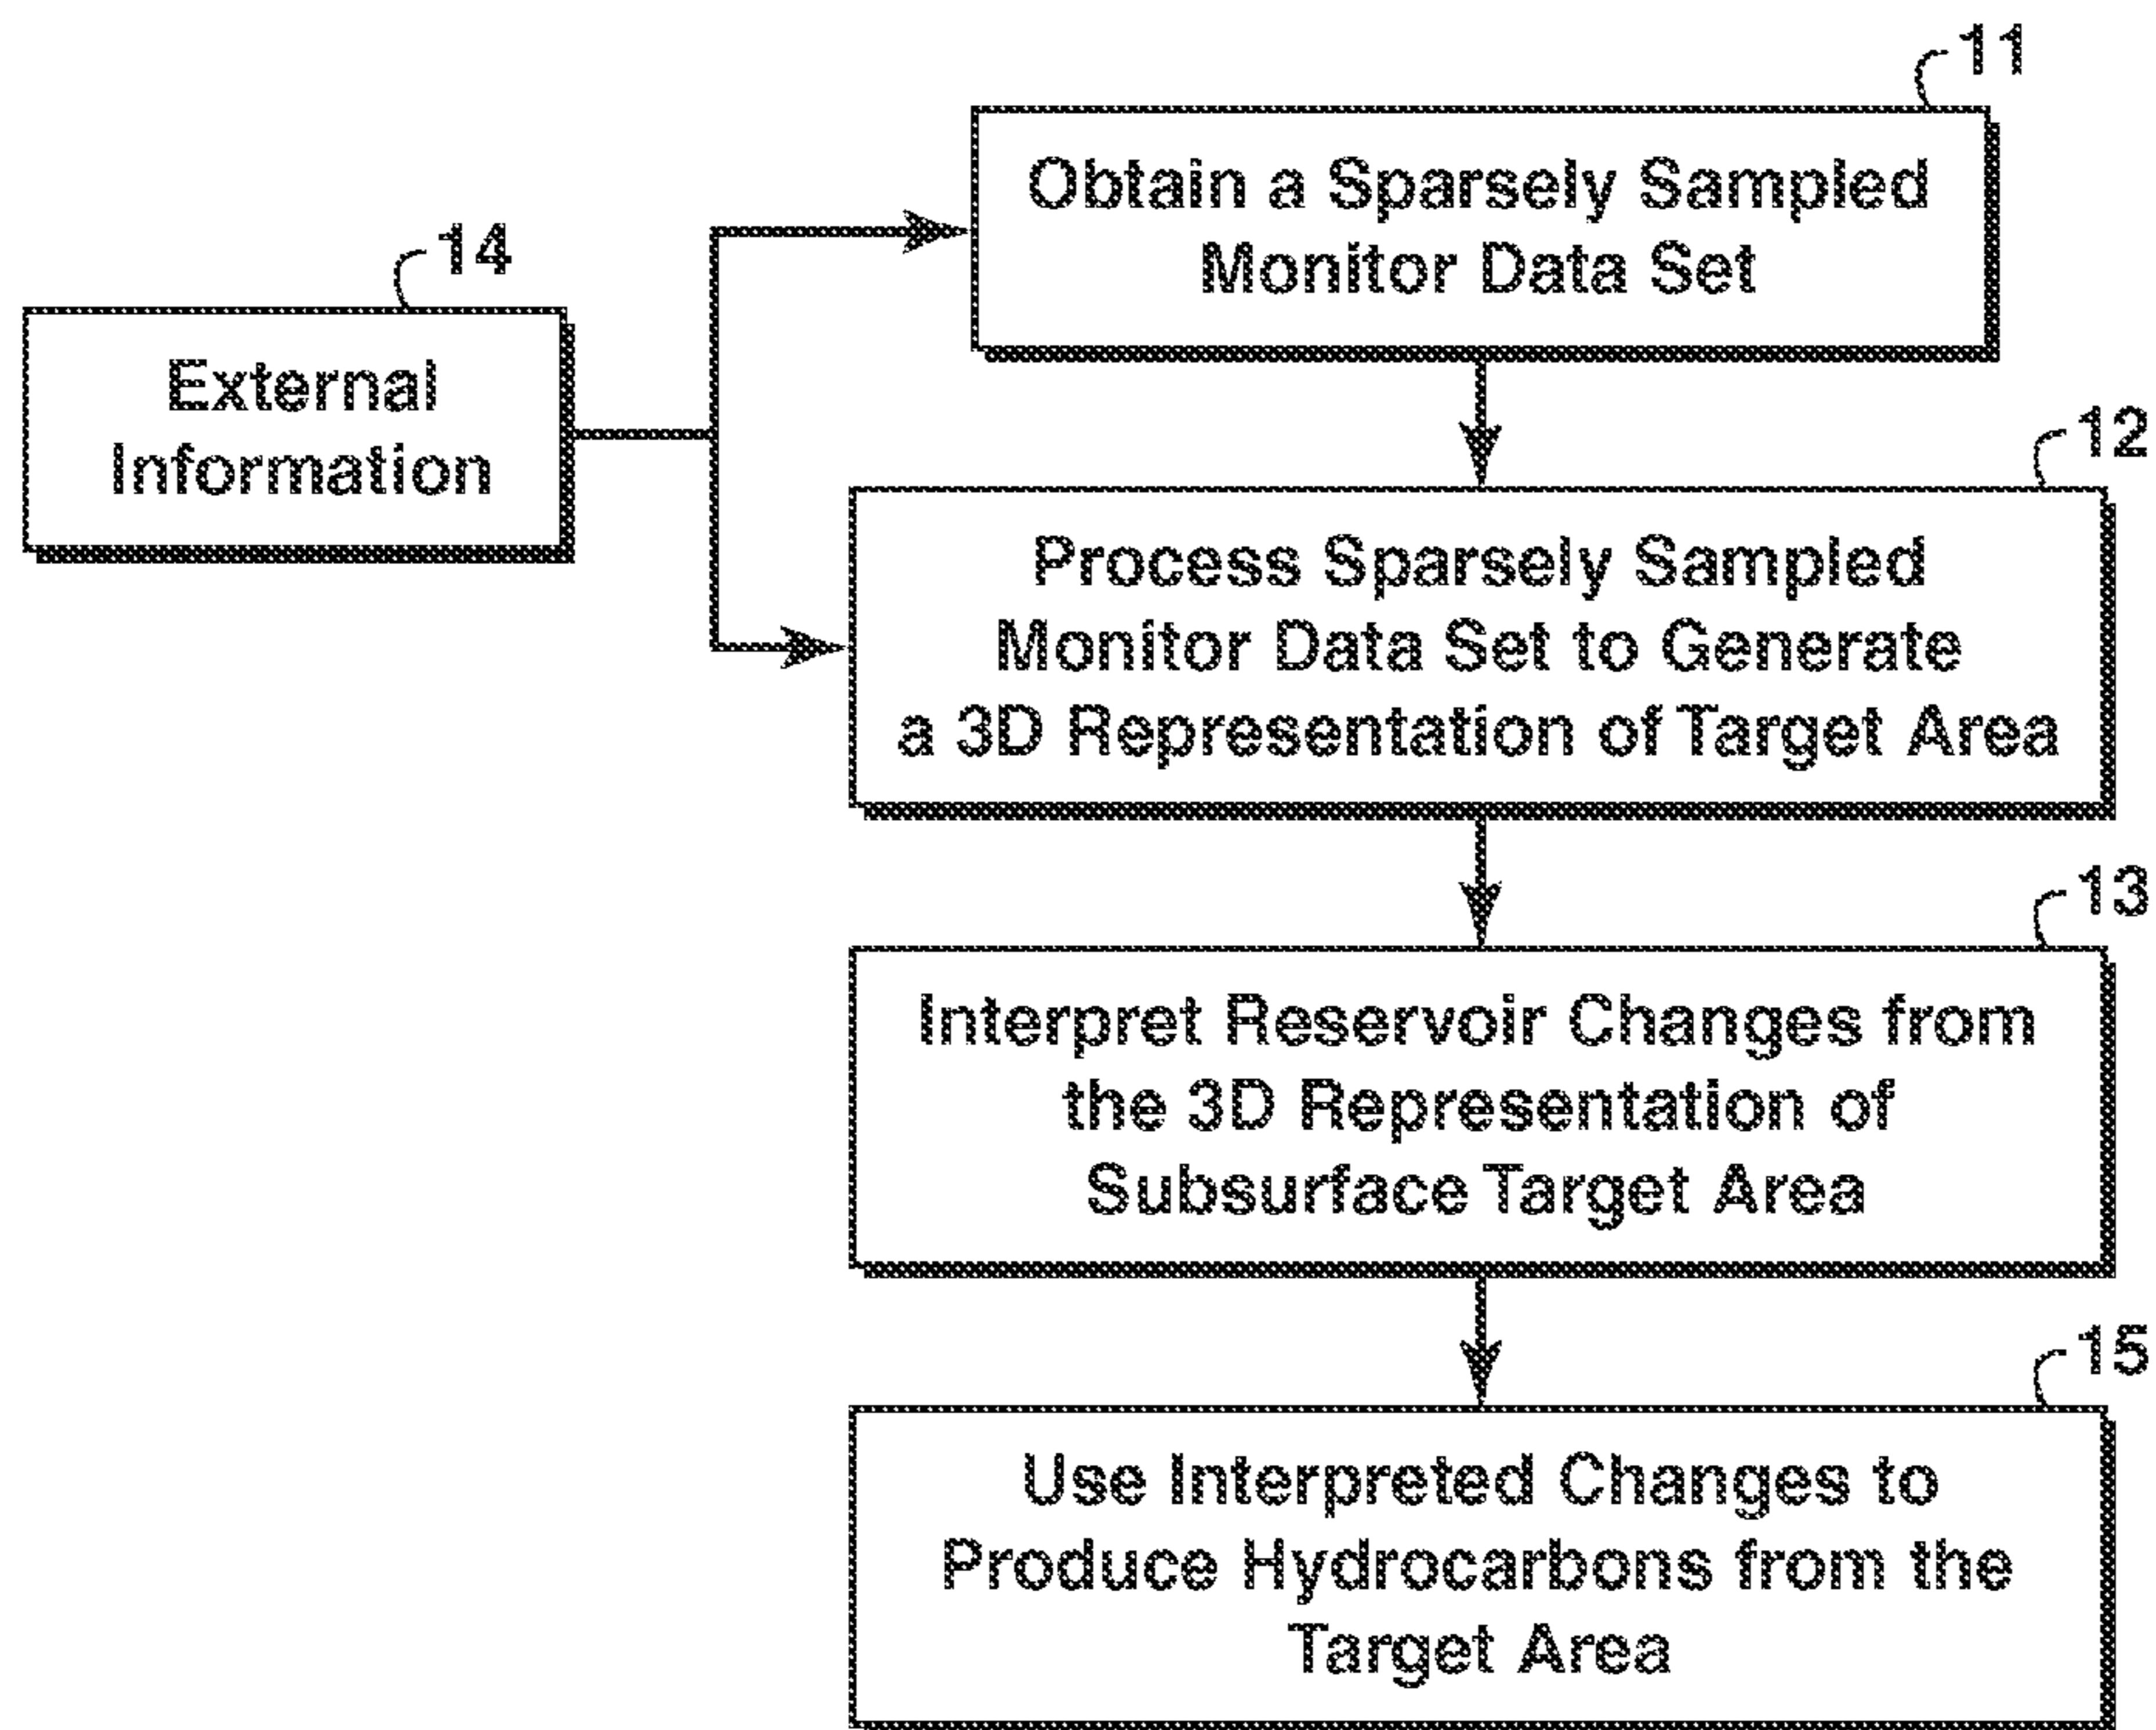 11
Obtain a Sparsely Sampled
Monitor Data Set
14
External
Information
12
Process Sparsely Sampled
Monitor Data Set to Generate
a 3D Representation of Target Area
13
Interpret Reservoir Changes from
the 3D Representation of
Subsurface Target Area
15
Use Interpreted Changes to
Produce Hydrocarbons from the
Target Area